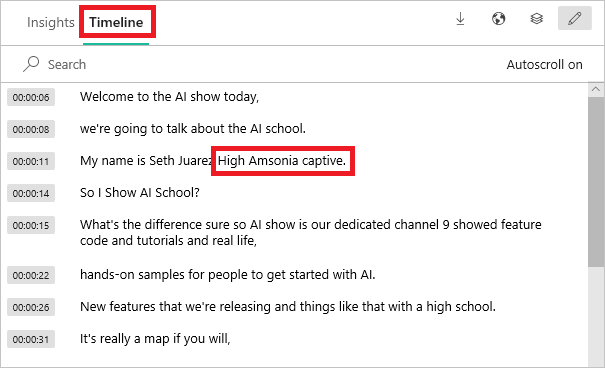 Insights Timeline
Search Autoscroll on
00:00:06 Welcome to the AI show today,
00:00:08 we're going to talk about the AI school.
00:00:11 My name is Seth Juarez High Amsonia captive.
00:00:14 So I Show AI School?
00:00:15 What's the difference sure so AI show is our dedicated channel 9 showed feature
code and tutorials and real life,
00:00:22 hands-on samples for people to get started with AI.
00:00:26 New features that we're releasing and things like that with a high school.
00:00:31 It's really a map if you will,